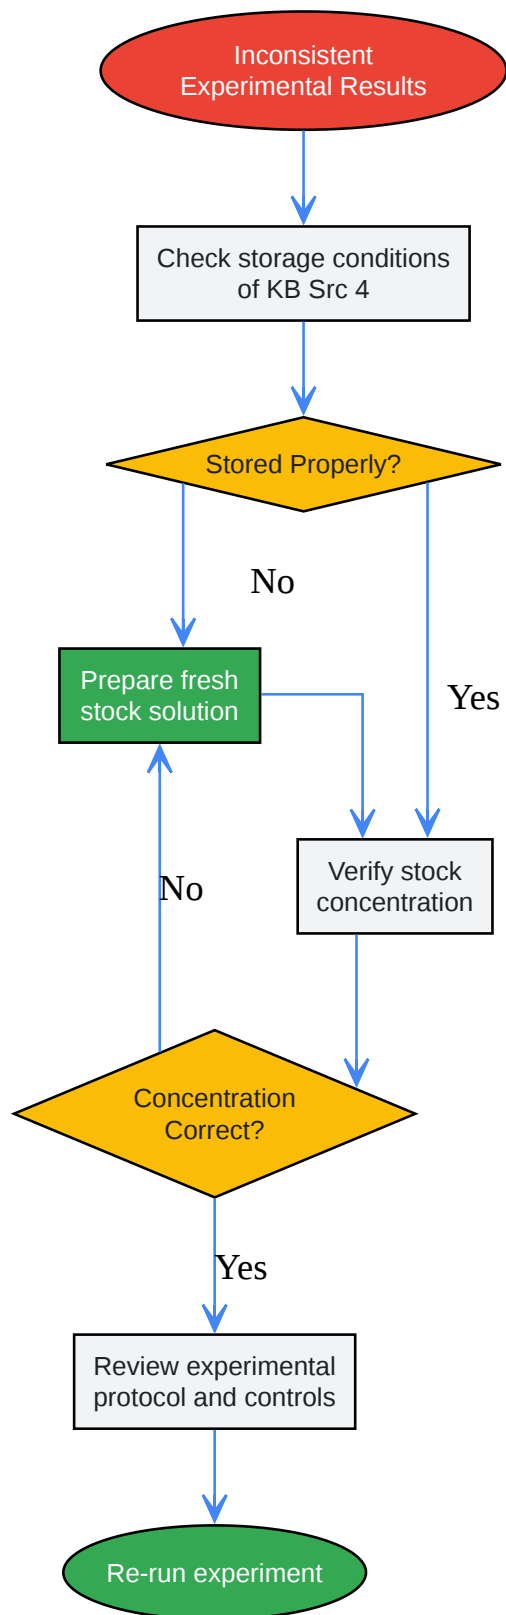 Inconsistent
Experimental Results
Check storage conditions
of KB Src 4
Stored Properly?
No
Prepare fresh
stock solution
Yes
Verify stock
concentration
No
Concentration
Correct?
Yes
Review experimental
protocol and controls
Re-run experiment